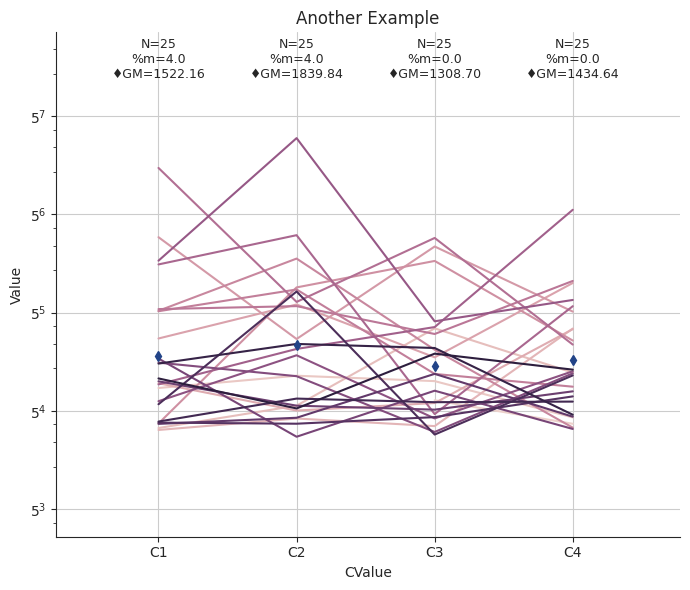 Another Example
N=25 N=25 N=25 N=25
%m=4.0 %m=4.0 %m=0.0 %m=0.0
♦GM=1522.16 ♦GM=1839.84 ♦GM=1308.70 ♦GM=1434.64
5⁷
5⁶
5⁵
5⁴
5³
Value
C1 C2 C3 C4
CValue